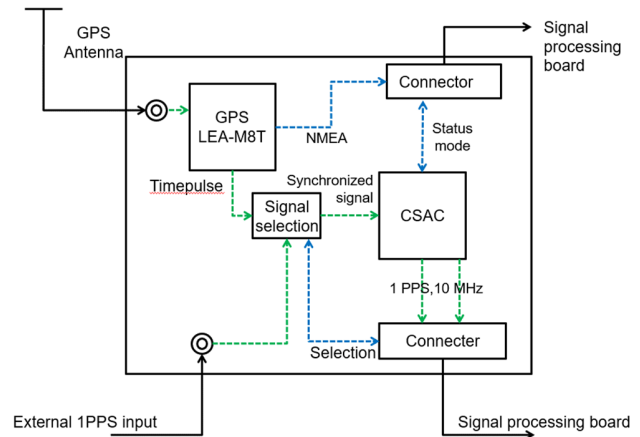 GPS
Antenna
Signal
processing
board
Connector
GPS
LEA-M8T
NMEA
Status
mode
Timepulse
Synchronized
signal
Signal
selection
CSAC
1 PPS,10 MHz
Selection
Connecter
External 1PPS input
Signal processing board